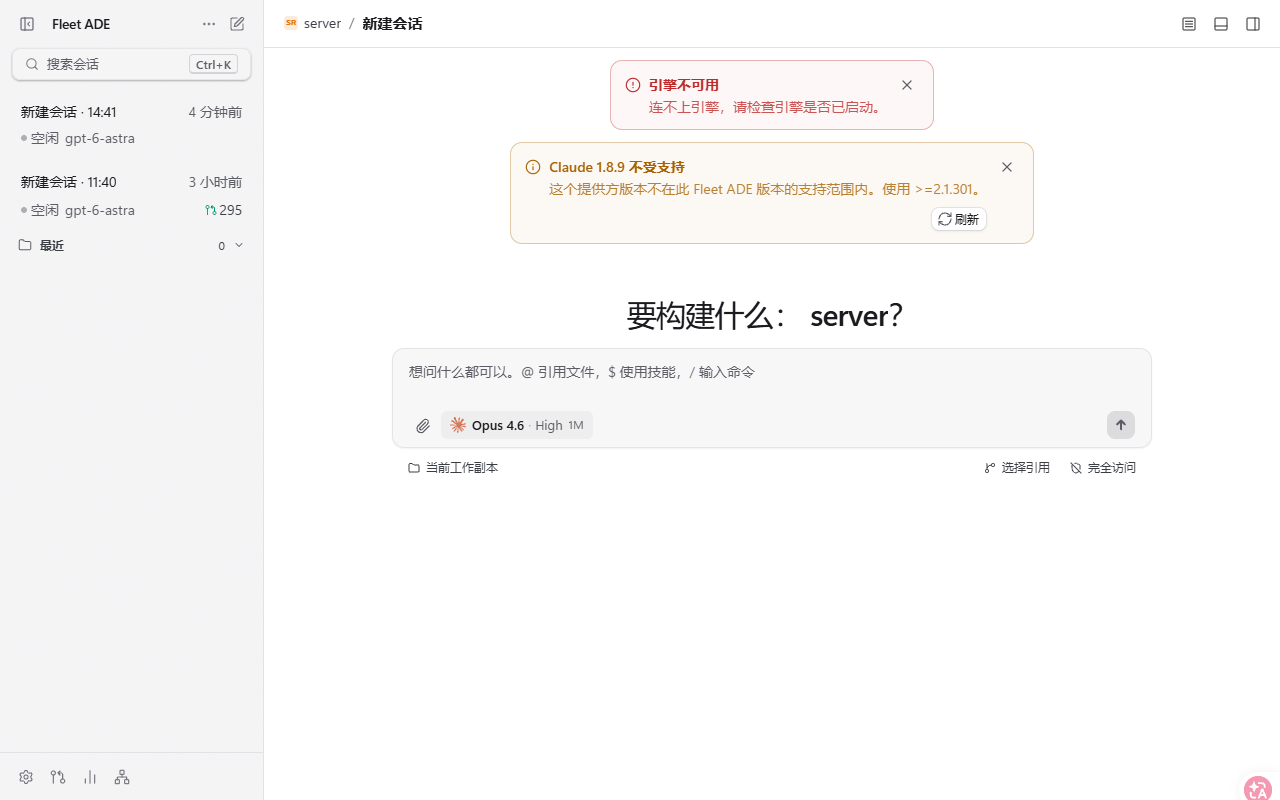 Fleet ADE
搜索会话 Ctrl+K
新建会话 · 14:41 4 分钟前
空闲 gpt-6-astra
新建会话 · 11:40 3 小时前
空闲 gpt-6-astra 295
最近 0
SR server / 新建会话
引擎不可用
连不上引擎，请检查引擎是否已启动。
Claude 1.8.9 不受支持
这个提供方版本不在此 Fleet ADE 版本的支持范围内。使用 >=2.1.301。
刷新
要构建什么： server?
想问什么都可以。@ 引用文件，$ 使用技能，/ 输入命令
Opus 4.6 · High 1M
当前工作副本 选择引用 完全访问